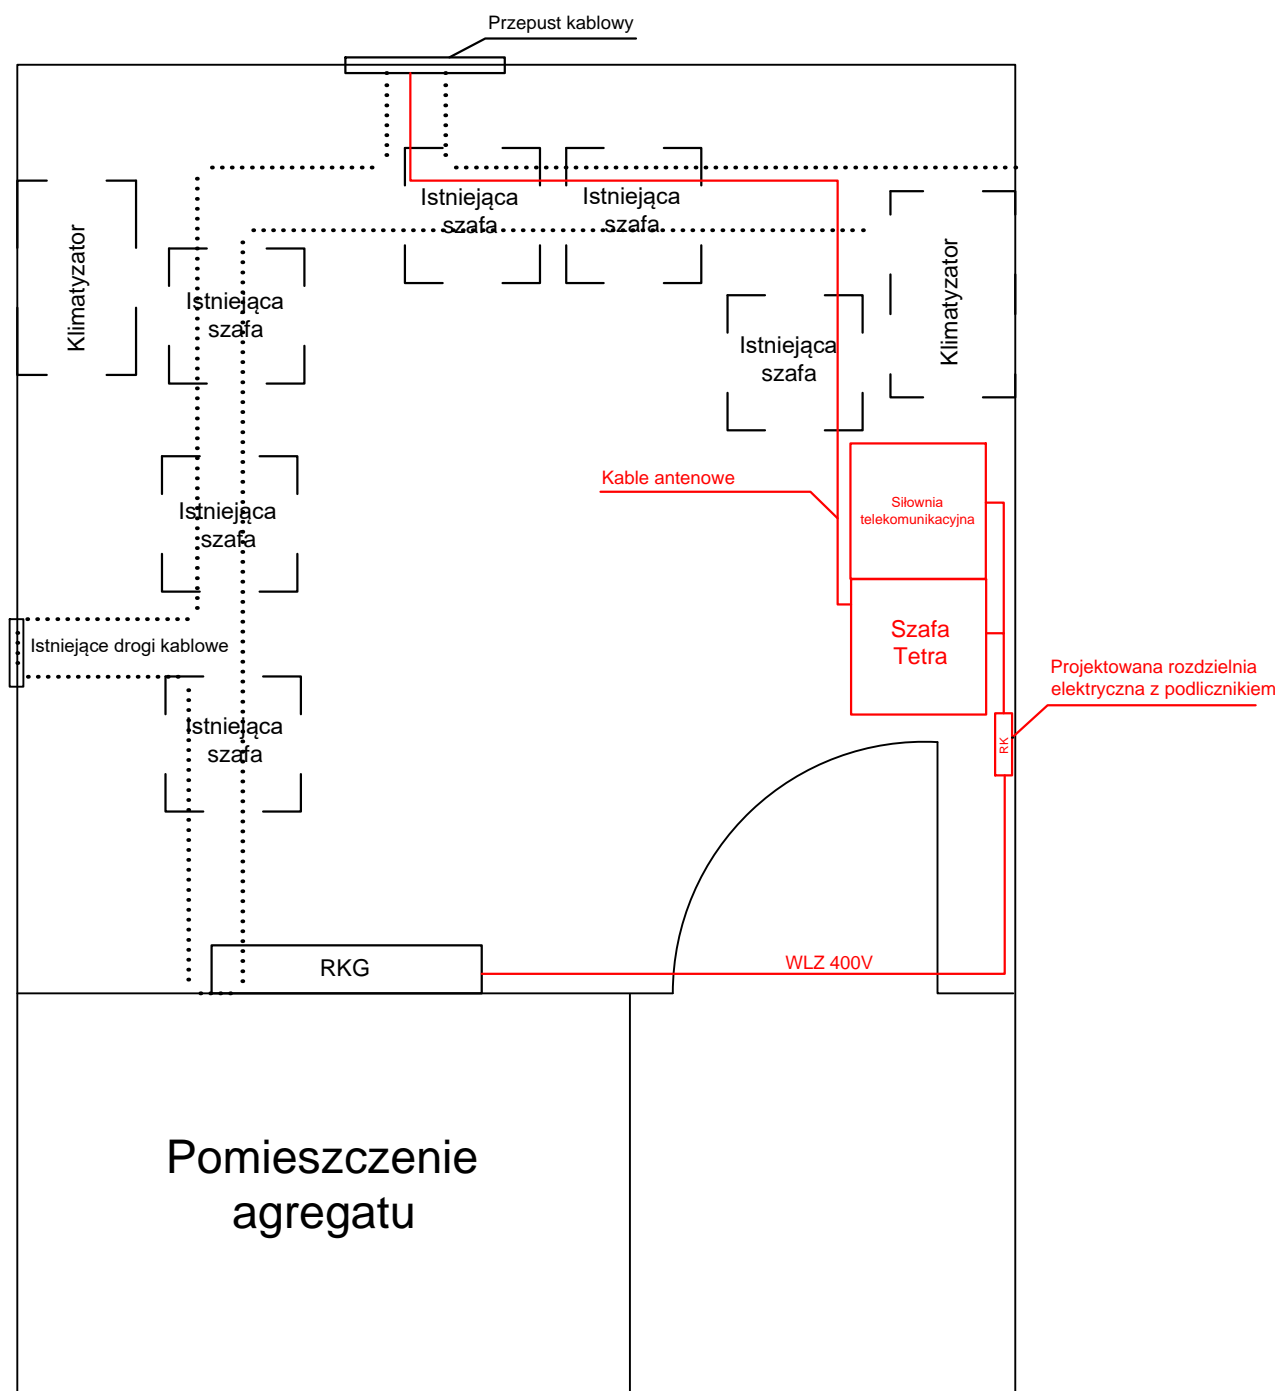 Przepust kablowy
Istniejąca
szafa
Istniejąca
szafa
Klimatyzator
Klimatyzator
Istniejąca
szafa
Istniejąca
szafa
Kable antenowe
Siłownia
telekomunikacyjna
Istniejąca
szafa
Szafa
Tetra
Istniejące drogi kablowe
Projektowana rozdzielnia
elektryczna z podlicznikiem
RK
Istniejąca
szafa
RKG
WLZ 400V
Pomieszczenie
agregatu